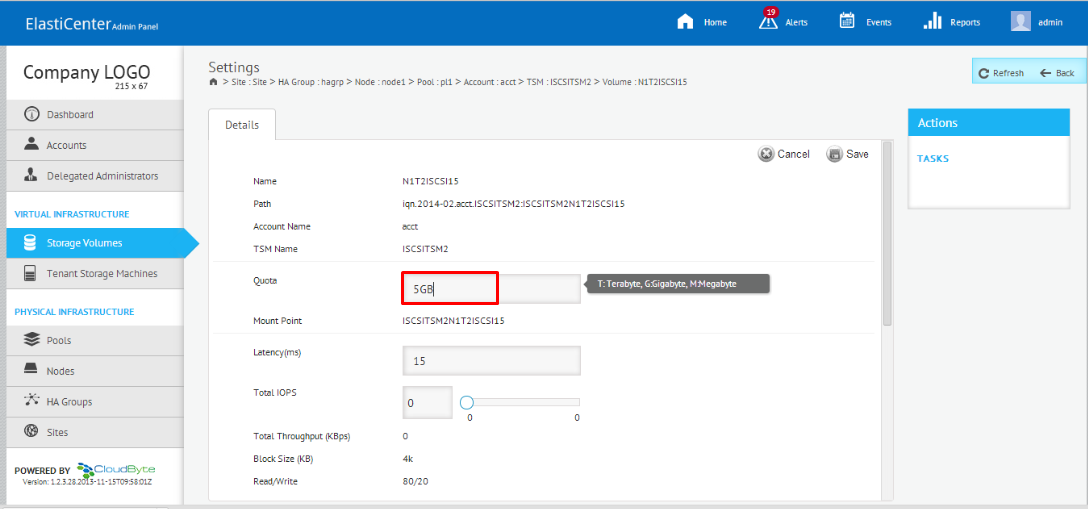 ElastiCenter Admin Panel
Home
19
Alerts
Events
Reports
admin
Company LOGO
215 x 67
Dashboard
Accounts
Delegated Administrators
VIRTUAL INFRASTRUCTURE
Storage Volumes
Tenant Storage Machines
PHYSICAL INFRASTRUCTURE
Pools
Nodes
HA Groups
Sites
POWERED BY CloudByte
Version: 1.2.3.28.2013-11-15T09:58:01Z
Settings
> Site : Site > HA Group : hagrp > Node : node1 > Pool : pl1 > Account : acct > TSM : ISCSITSM2 > Volume : N1T2ISCSI15
Refresh
Back
Details
Cancel
Save
Name N1T2ISCSI15
Path iqn.2014-02.acct.ISCSITSM2:ISCSITSM2N1T2ISCSI15
Account Name acct
TSM Name ISCSITSM2
Quota 5GB T: Terabyte, G:Gigabyte, M:Megabyte
Mount Point ISCSITSM2N1T2ISCSI15
Latency(ms) 15
Total IOPS 0
0 0
Total Throughput (KBps) 0
Block Size (KB) 4k
Read/Write 80/20
Actions
TASKS